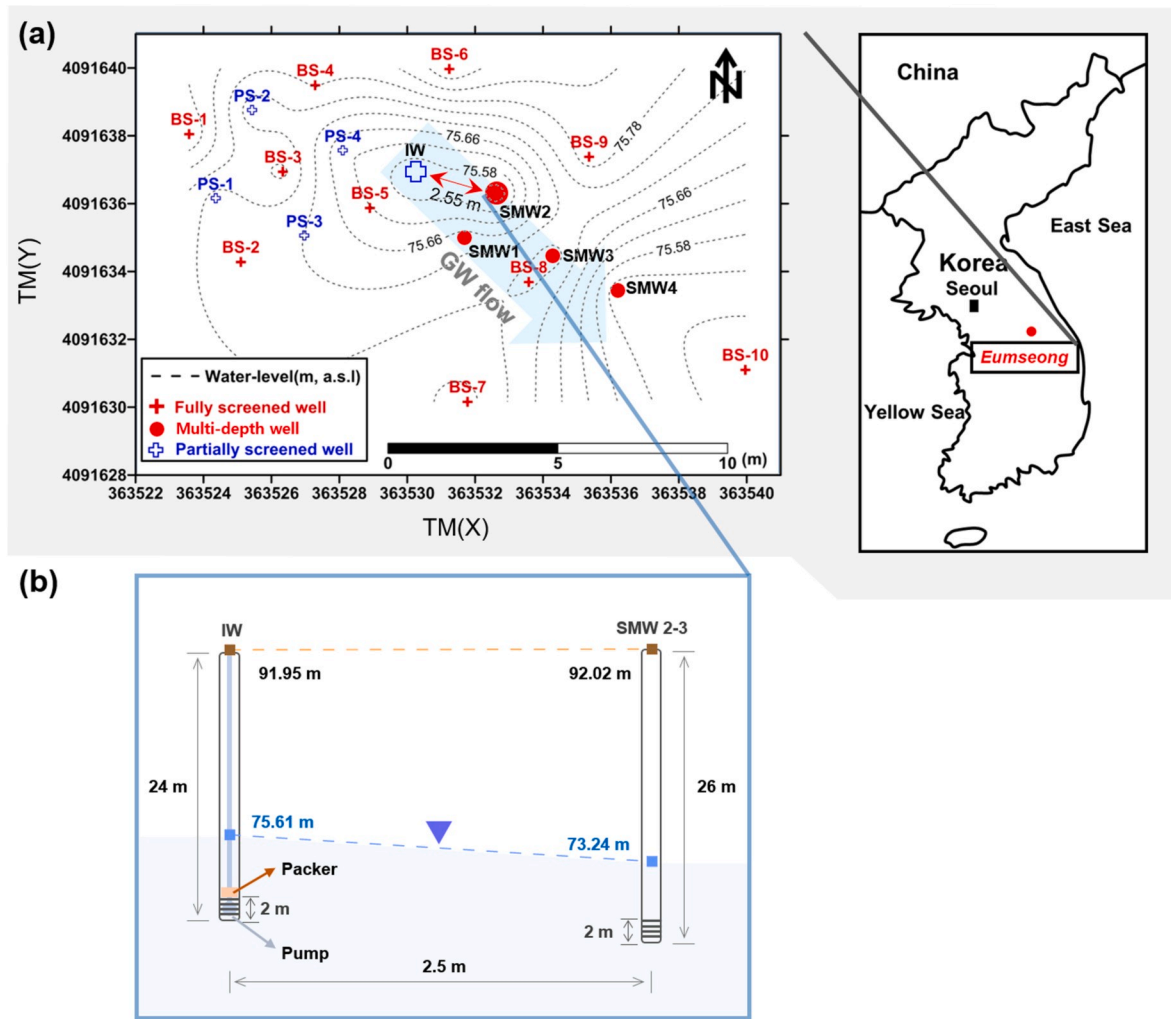 (a)
4091640
4091638
4091636
4091634
4091632
4091630
4091628
TM(Y)
BS-6
BS-4
PS-2
BS-1
PS-4
75.66
75.78
BS-9
IW
BS-3
75.58
PS-1
BS-5
2.55 m
75.66
SMW2
PS-3
75.66
SMW1
SMW3
75.58
BS-2
BS-8
GW flow
SMW4
BS-10
BS-7
N
Water-level(m, a.s.l)
Fully screened well
Multi-depth well
Partially screened well
0
5
10 (m)
363522
363524
363526
363528
363530
363532
363534
363536
363538
363540
TM(X)
China
East Sea
Korea
Seoul
Eumseong
Yellow Sea
(b)
IW
SMW 2-3
91.95 m
92.02 m
24 m
26 m
75.61 m
73.24 m
Packer
2 m
2 m
Pump
2.5 m